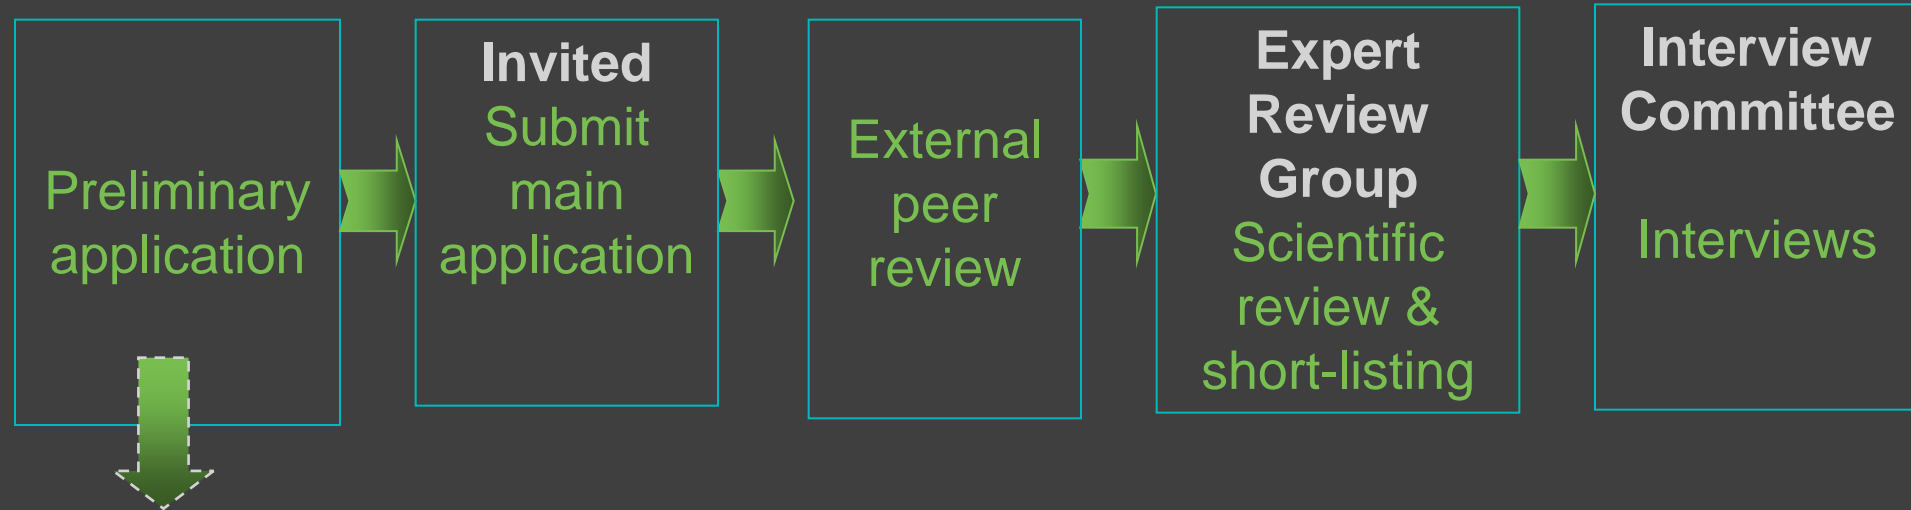 Preliminary
application
Invited
Submit
main
application
External
peer
review
Expert
Review
Group
Scientific
review &
short-listing
Interview
Committee
Interviews